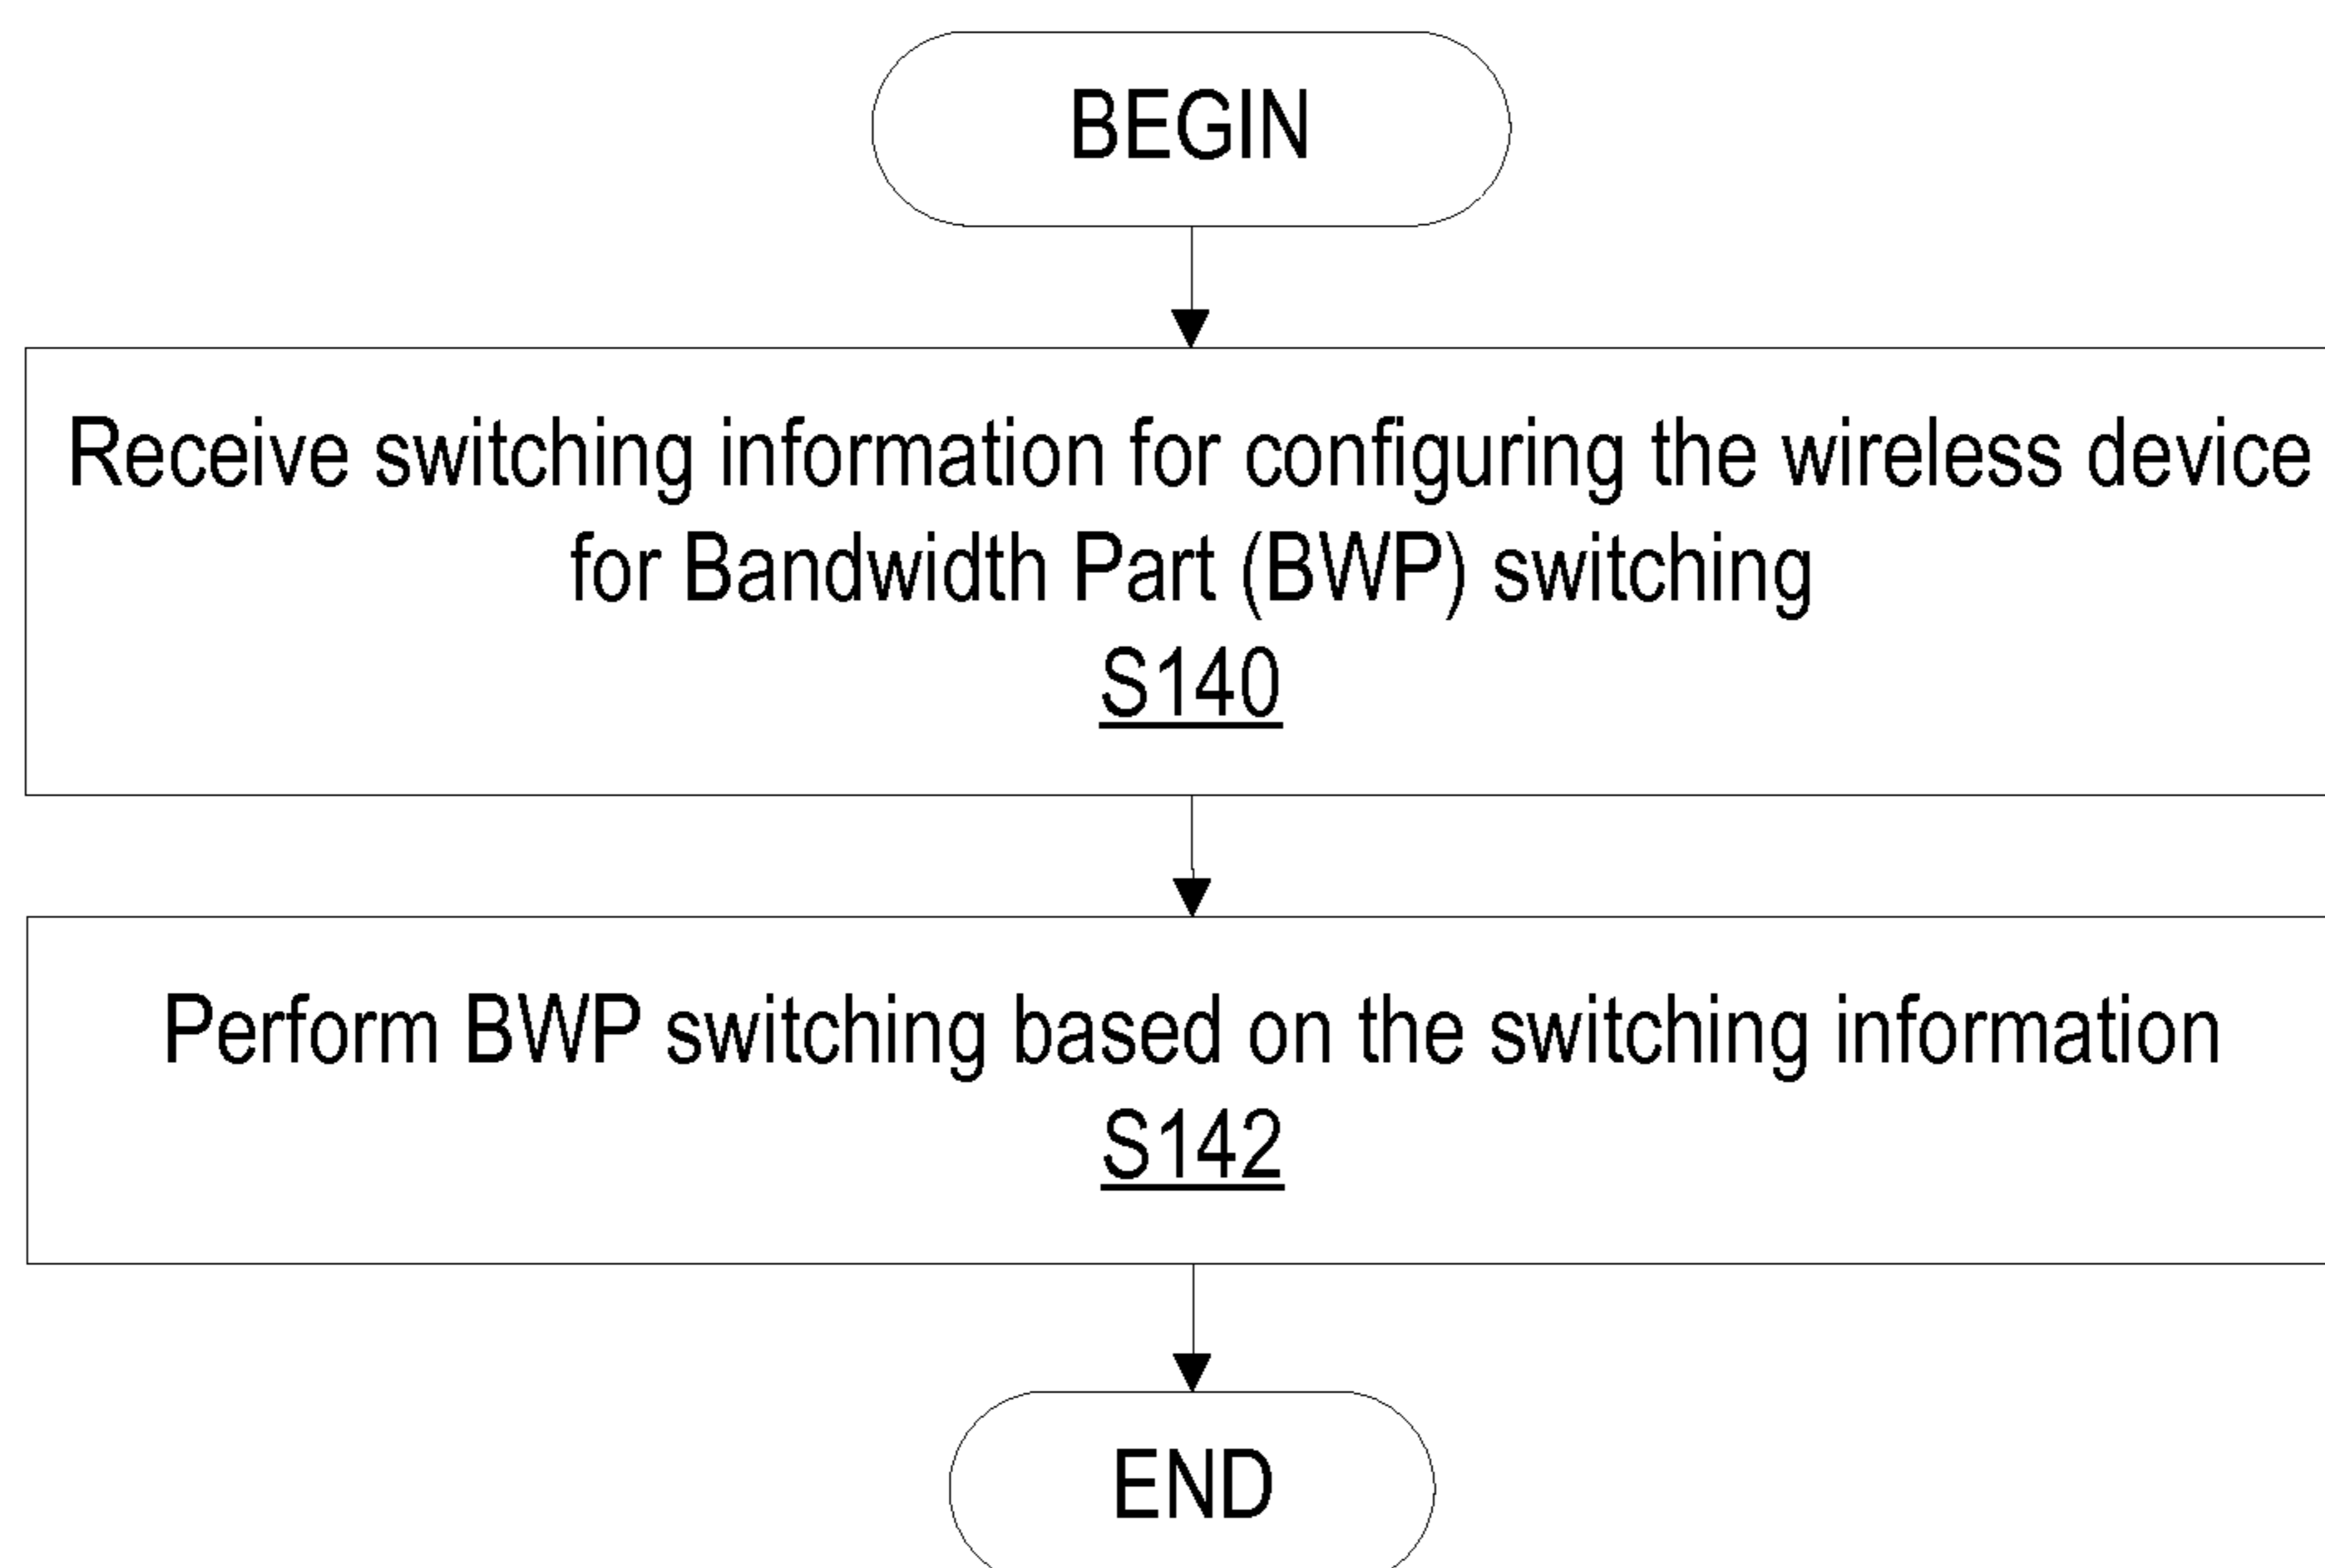 BEGIN
Receive switching information for configuring the wireless device
for Bandwidth Part (BWP) switching
S140
Perform BWP switching based on the switching information
S142
END